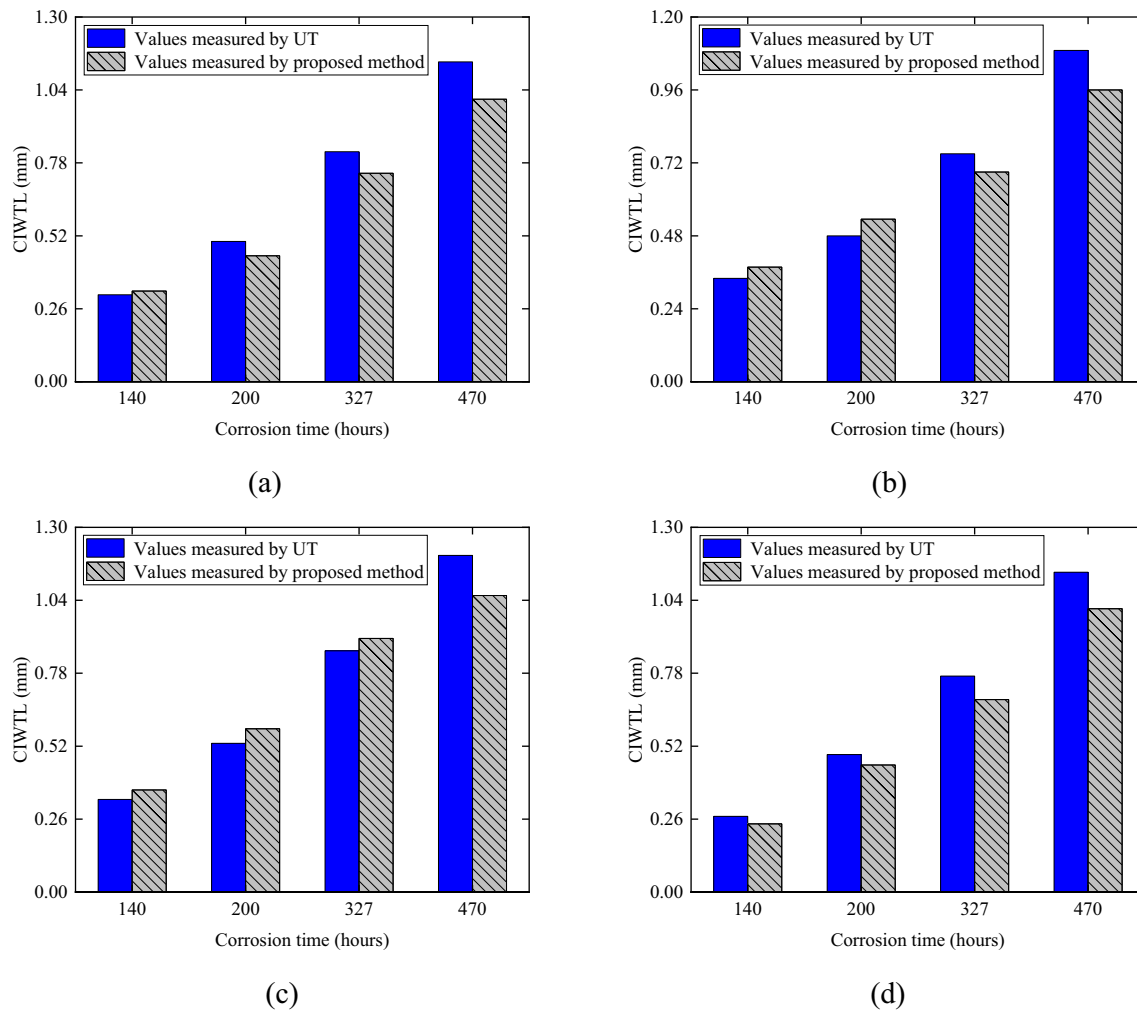 1.30
1.04
0.78
0.52
0.26
0.00
CIWTL (mm)
Values measured by UT
Values measured by proposed method
140 200 327 470
Corrosion time (hours)
(a)
1.20
0.96
0.72
0.48
0.24
0.00
CIWTL (mm)
Values measured by UT
Values measured by proposed method
140 200 327 470
Corrosion time (hours)
(b)
1.30
1.04
0.78
0.52
0.26
0.00
CIWTL (mm)
Values measured by UT
Values measured by proposed method
140 200 327 470
Corrosion time (hours)
(c)
1.30
1.04
0.78
0.52
0.26
0.00
CIWTL (mm)
Values measured by UT
Values measured by proposed method
140 200 327 470
Corrosion time (hours)
(d)